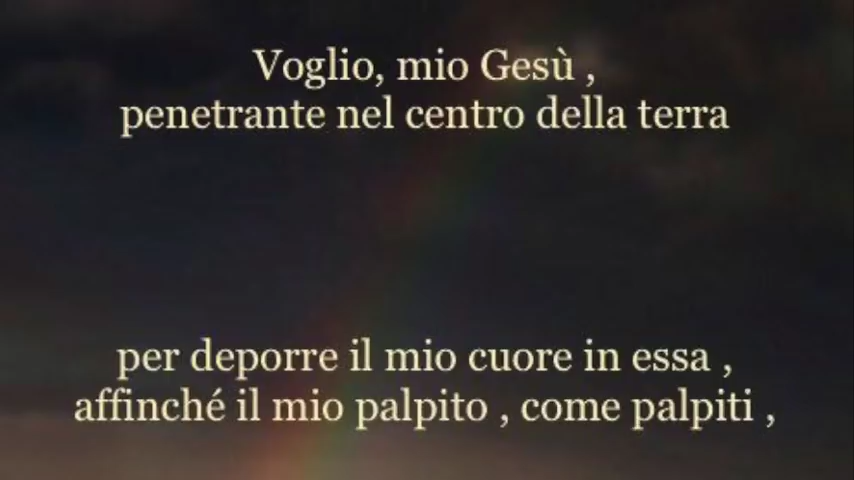 Voglio, mio Gesù ,
penetrante nel centro della terra
per deporre il mio cuore in essa ,
affinché il mio palpito , come palpiti ,